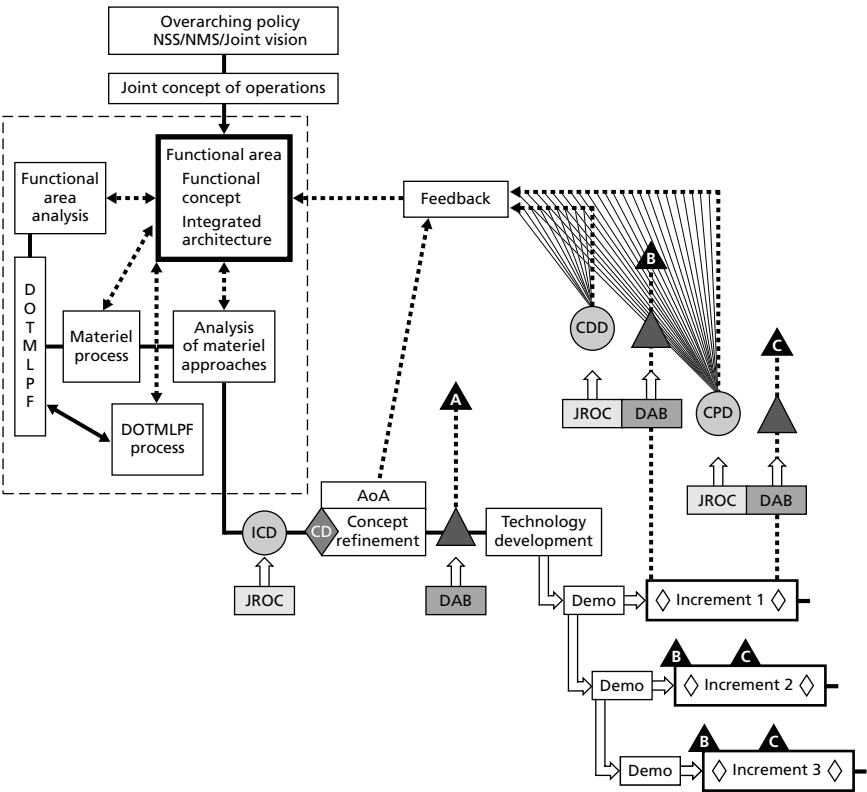 Overarching policy
NSS/NMS/Joint vision
Joint concept of operations
Functional area
Functional
concept
Integrated
architecture
Functional
area
analysis
Feedback
D
O
T
M
L
P
F
Materiel
process
Analysis
of materiel
approaches
DOTMLPF
process
B
CDD
C
A
JROC
DAB
CPD
JROC
DAB
AoA
ICD
CD
Concept
refinement
Technology
development
JROC
DAB
Demo
Increment 1
B
C
Demo
Increment 2
B
C
Demo
Increment 3